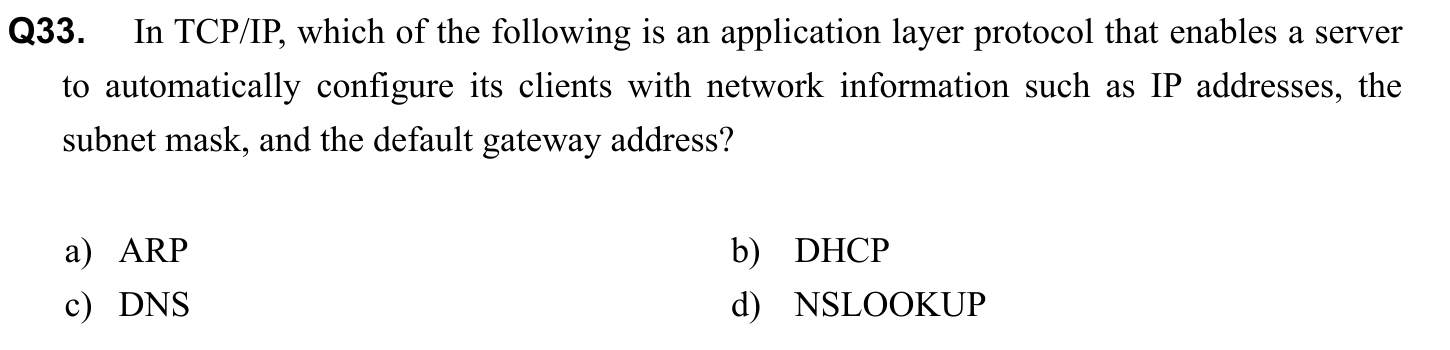 Q33. In TCP/IP, which of the following is an application layer protocol that enables a server
to automatically configure its clients with network information such as IP addresses, the
subnet mask, and the default gateway address?
a) ARP b) DHCP
c) DNS d) NSLOOKUP